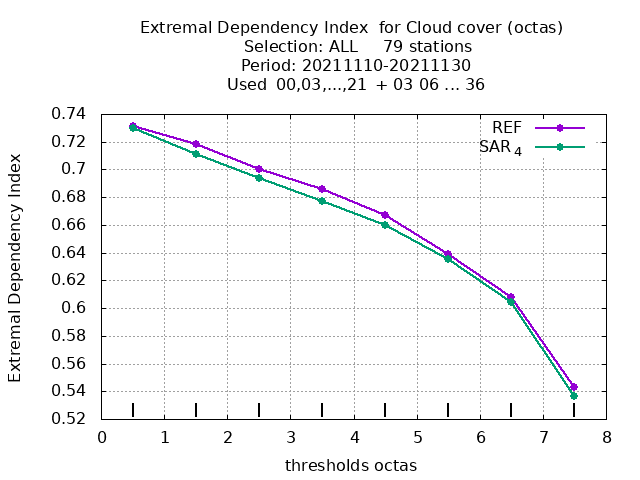 Extremal Dependency Index  for Cloud cover (octas)
Selection: ALL     79 stations
Period: 20211110-20211130
Used  00,03,...,21  + 03 06 ... 36
REF
SAR 4
Extremal Dependency Index
0.74
0.72
0.7
0.68
0.66
0.64
0.62
0.6
0.58
0.56
0.54
0.52
0 1 2 3 4 5 6 7 8
thresholds octas